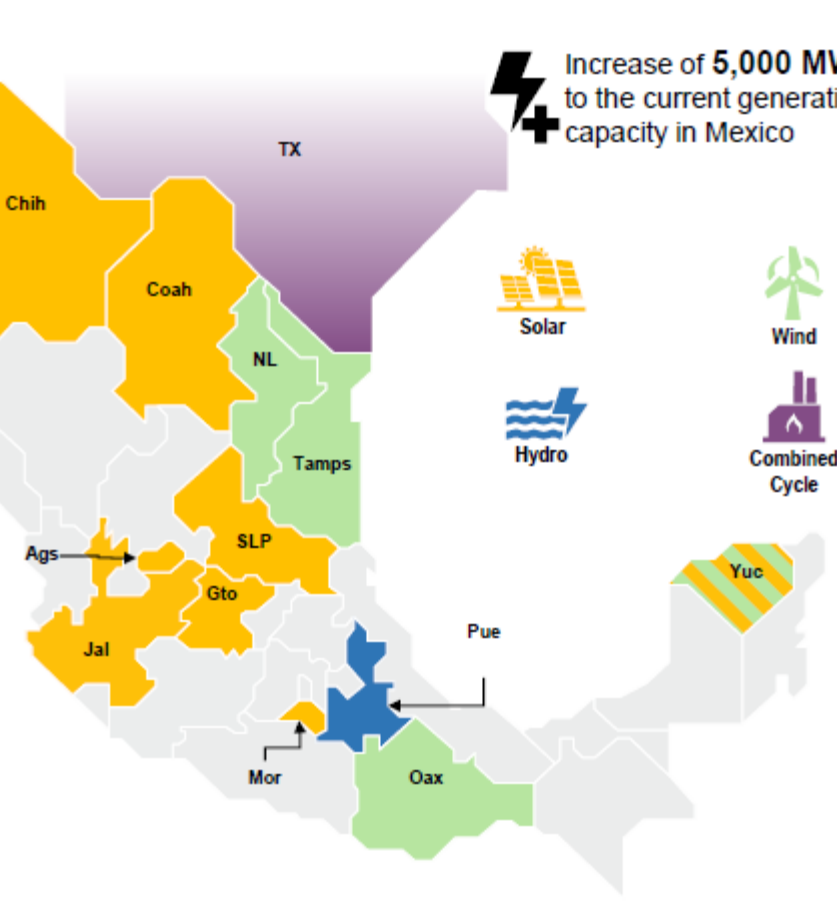 Increase of 5,000 MW
to the current generati
capacity in Mexico
TX
Chih
Coah
Solar
Wind
NL
Hydro
Combined
Cycle
Tamps
SLP
Ags
Gto
Yuc
Jal
Pue
Mor
Oax